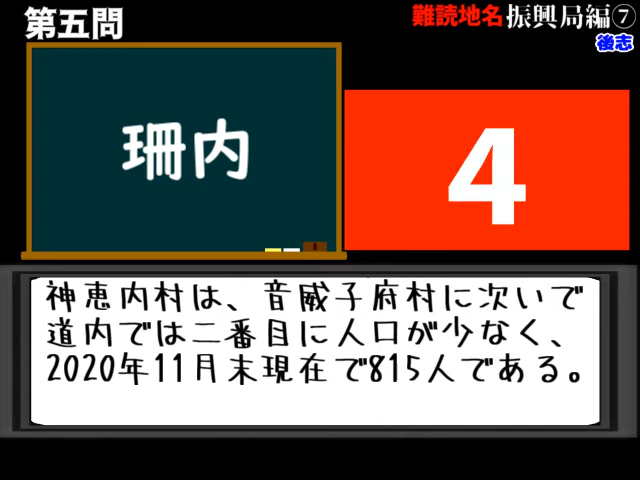 第五問
難読地名振興局編⑦
後志
珊内
4
神恵内村は、音威子府村に次いで
道内では二番目に人口が少なく、
2020年11月末現在で815人である。